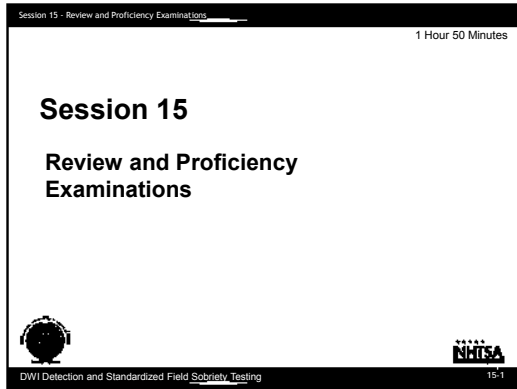 Session 15 - Review and Proficiency Examinations
1 Hour 50 Minutes
Session 15
Review and Proficiency
Examinations
NHTSA
DWI Detection and Standardized Field Sobriety Testing
15-1